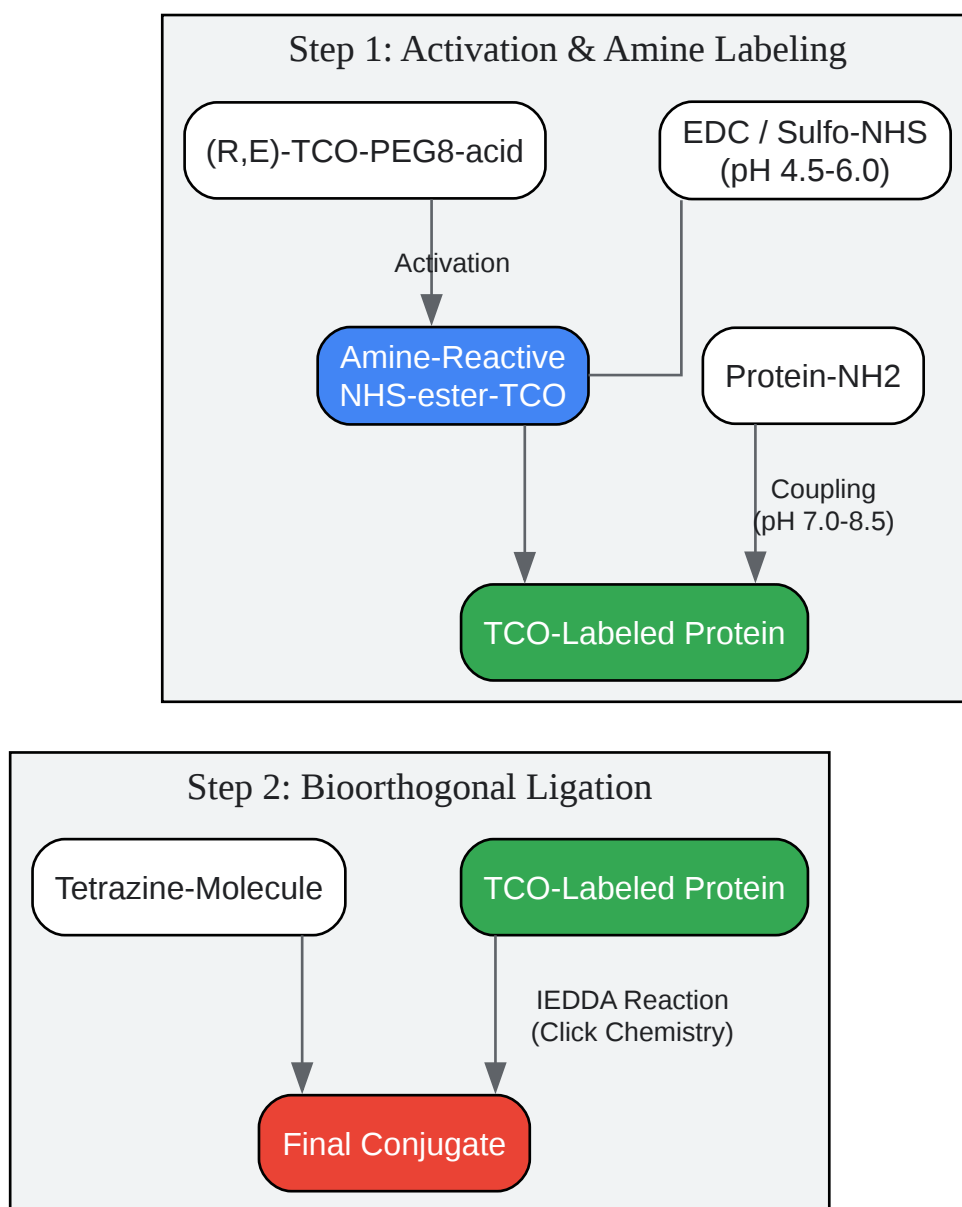 Step 1: Activation & Amine Labeling
(R,E)-TCO-PEG8-acid
EDC / Sulfo-NHS
(pH 4.5-6.0)
Activation
Amine-Reactive
NHS-ester-TCO
Protein-NH2
Coupling
(pH 7.0-8.5)
TCO-Labeled Protein
Step 2: Bioorthogonal Ligation
Tetrazine-Molecule
TCO-Labeled Protein
IEDDA Reaction
(Click Chemistry)
Final Conjugate